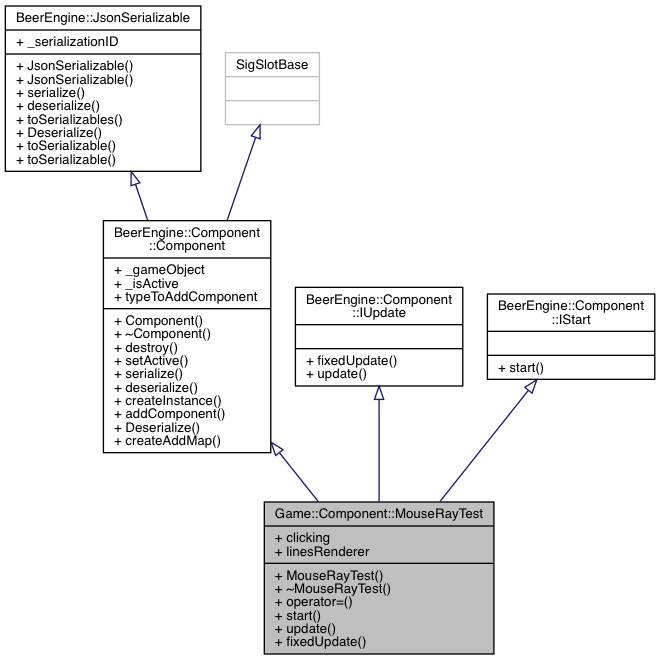 BeerEngine::JsonSerializable
+ _serializationID
+ JsonSerializable()
+ JsonSerializable()
+ serialize()
+ deserialize()
+ toSerializables()
+ Deserialize()
+ toSerializable()
+ toSerializable()
SigSlotBase
BeerEngine::Component
::Component
+ _gameObject
+ _isActive
+ typeToAddComponent
+ Component()
+ ~Component()
+ destroy()
+ setActive()
+ serialize()
+ deserialize()
+ createInstance()
+ addComponent()
+ Deserialize()
+ createAddMap()
BeerEngine::Component
::IUpdate
+ fixedUpdate()
+ update()
BeerEngine::Component
::IStart
+ start()
Game::Component::MouseRayTest
+ clicking
+ linesRenderer
+ MouseRayTest()
+ ~MouseRayTest()
+ operator=()
+ start()
+ update()
+ fixedUpdate()